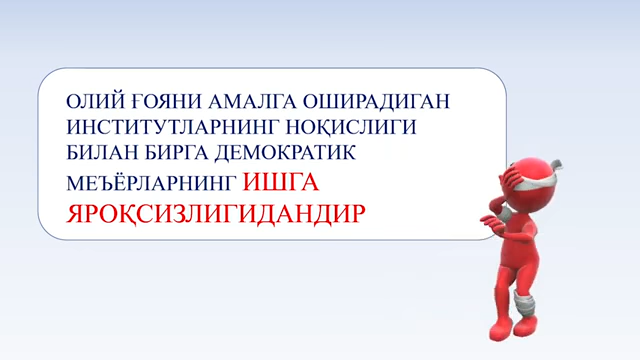 ОЛИЙ ҒОЯНИ АМАЛГА ОШИРАДИГАН
ИНСТИТУТЛАРНИНГ НОҚИСЛИГИ
БИЛАН БИРГА ДЕМОКРАТИК
МЕЪЁРЛАРНИНГ ИШГА
ЯРОҚСИЗЛИГИДАНДИР